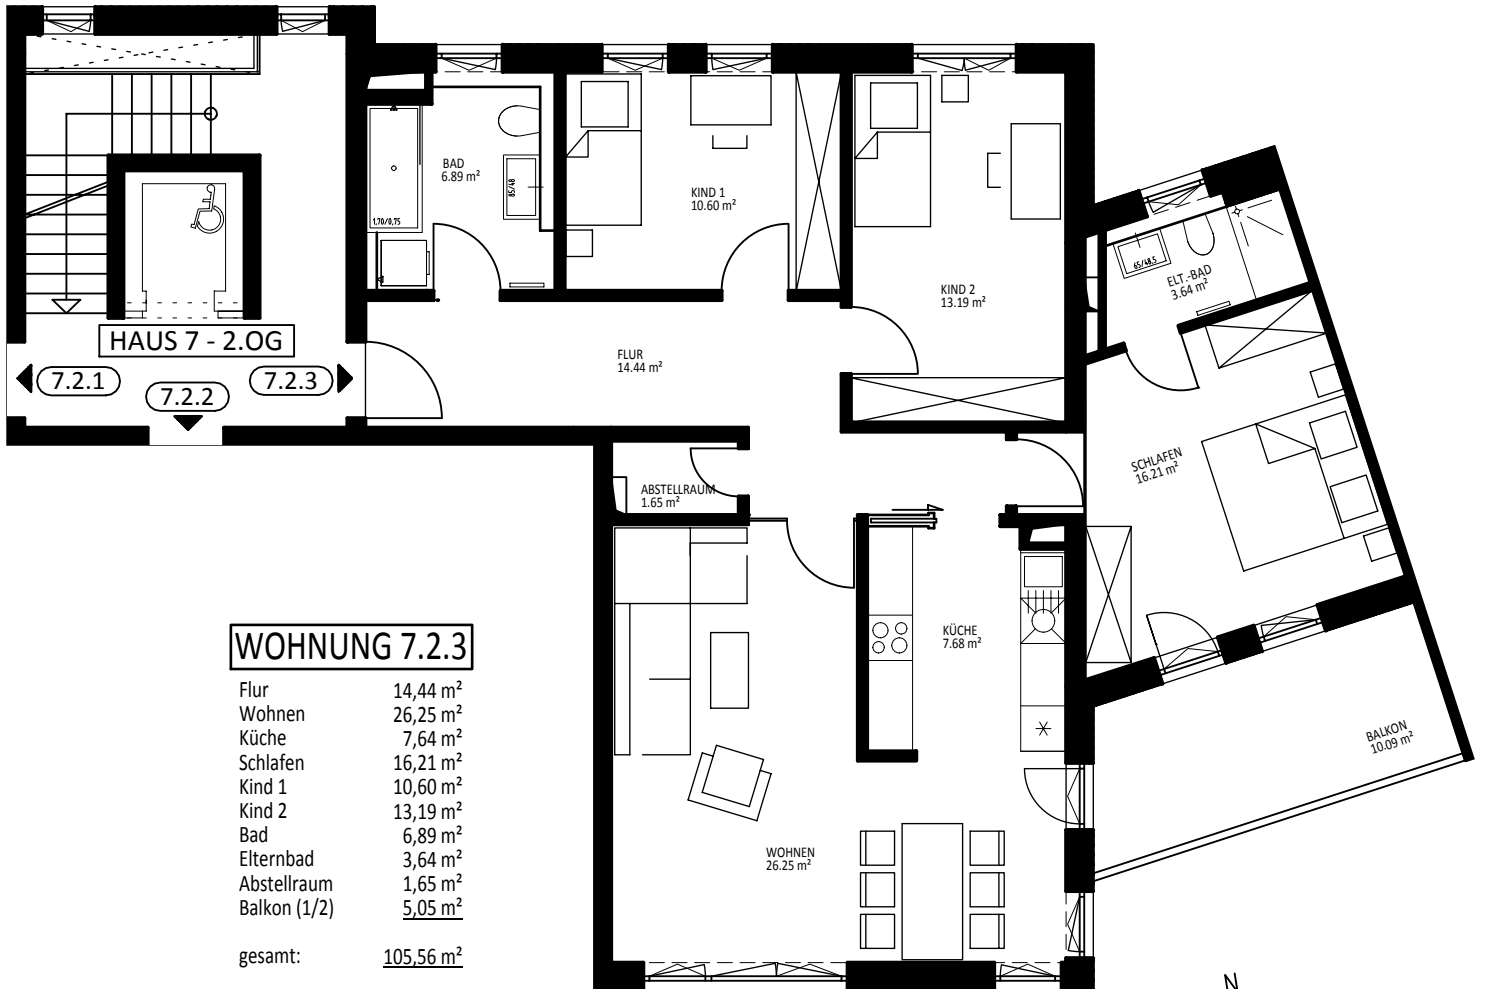 BAD
6.89 m²
85/48
1.70/0,75
KIND 1
10.60 m²
KIND 2
13.19 m²
65/48,5
ELT.-BAD
3.64 m²
HAUS 7 - 2.OG
7.2.1
7.2.2
7.2.3
FLUR
14.44 m²
SCHLAFEN
16.21 m²
ABSTELLRAUM
1.65 m²
KÜCHE
7.68 m²
BALKON
10.09 m²
WOHNEN
26.25 m²
WOHNUNG 7.2.3
Flur 14,44 m²
Wohnen 26,25 m²
Küche 7,64 m²
Schlafen 16,21 m²
Kind 1 10,60 m²
Kind 2 13,19 m²
Bad 6,89 m²
Elternbad 3,64 m²
Abstellraum 1,65 m²
Balkon (1/2) 5,05 m²
gesamt: 105,56 m²
N